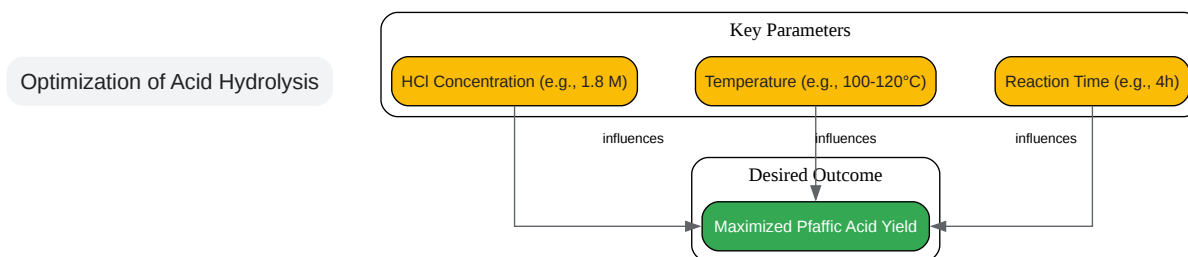 Key Parameters
Optimization of Acid Hydrolysis
HCl Concentration (e.g., 1.8 M)
Temperature (e.g., 100-120°C)
Reaction Time (e.g., 4h)
influences
influences
influences
Desired Outcome
Maximized Pfaffic Acid Yield